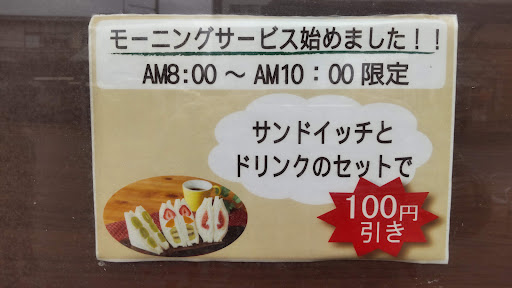 モーニングサービス始めました!!
AM8:00 ～ AM10：00 限定
サンドイッチと
ドリンクのセットで
100円
引き